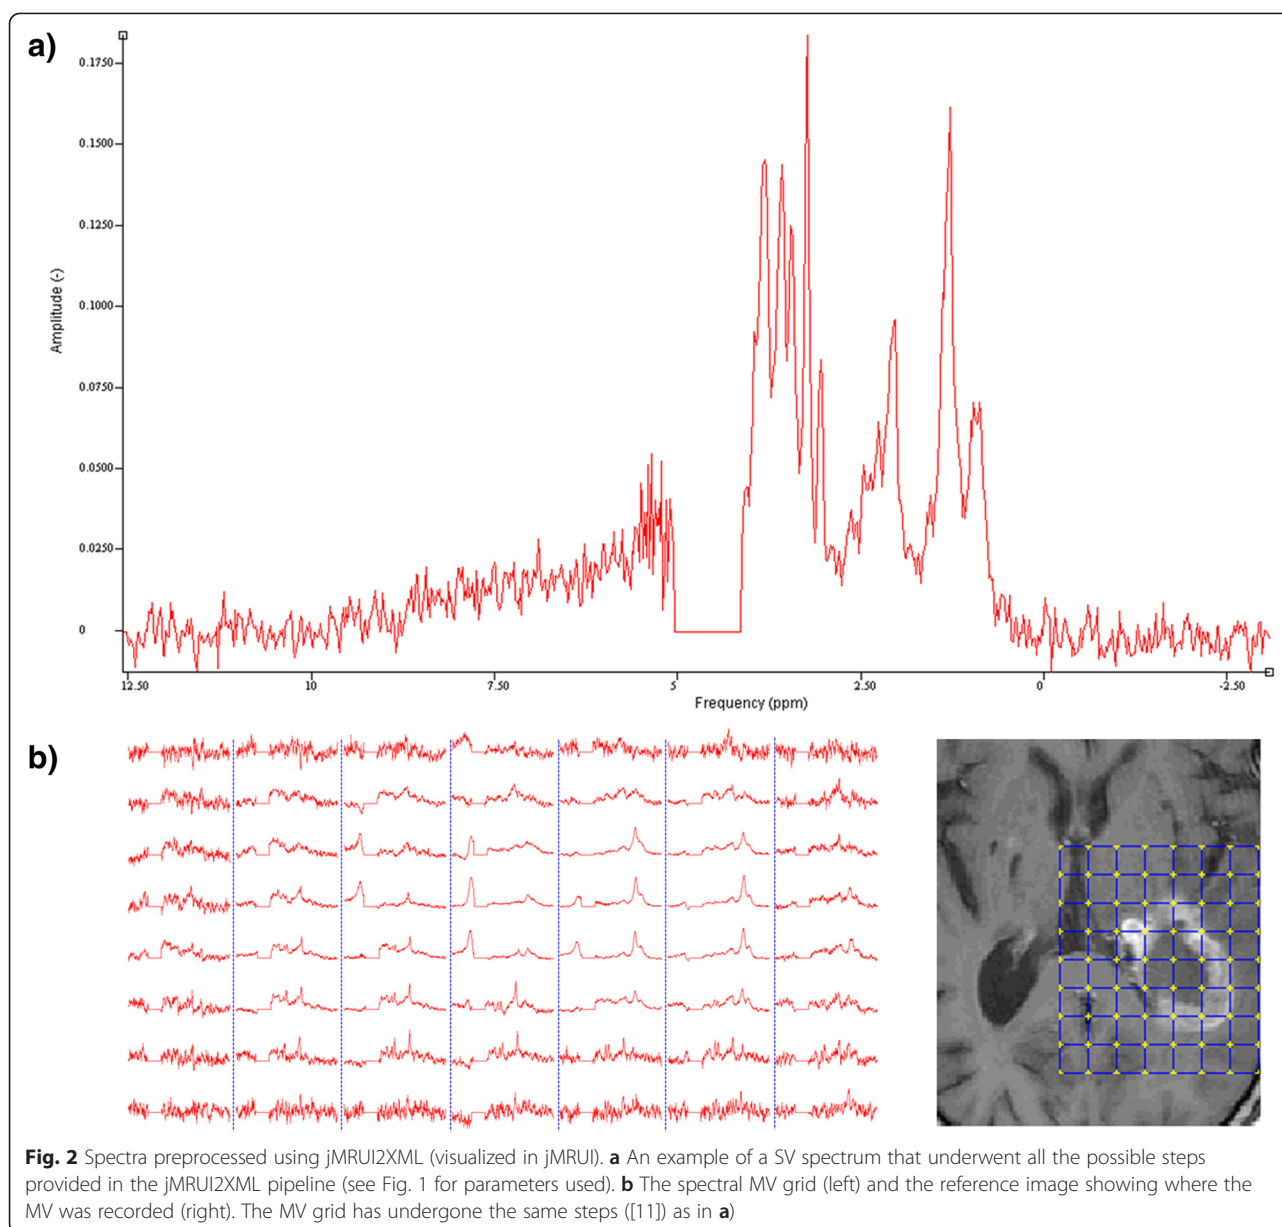 a)
0.1750
0.1500
0.1250
0.1000
0.0750
0.0500
0.0250
0
Amplitude (-)
12.50 10 7.50 5 2.50 0 -2.50
Frequency (ppm)
b)
Fig. 2 Spectra preprocessed using jMRUI2XML (visualized in jMRUI). a An example of a SV spectrum that underwent all the possible steps
provided in the jMRUI2XML pipeline (see Fig. 1 for parameters used). b The spectral MV grid (left) and the reference image showing where the
MV was recorded (right). The MV grid has undergone the same steps ([11]) as in a)